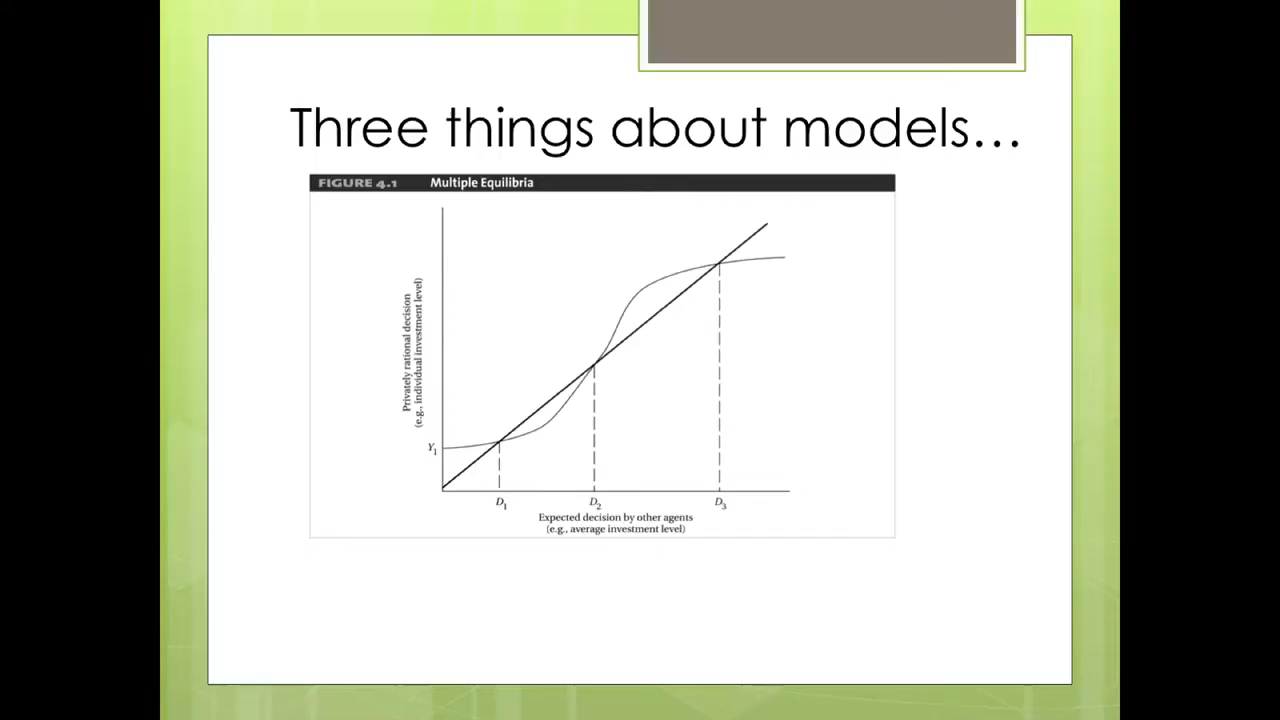 Three things about models…
FIGURE 4.1 Multiple Equilibria
Privately rational decision
(e.g., individual investment level)
Y1
D1 D2 D3
Expected decision by other agents
(e.g., average investment level)